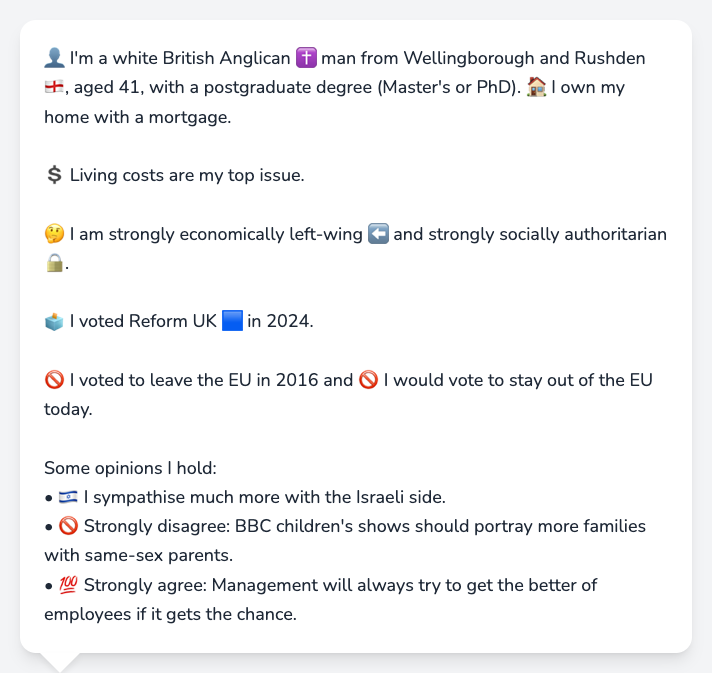 👤 I'm a white British Anglican ✝️ man from Wellingborough and Rushden
🏴󠁧󠁢󠁥󠁮󠁧󠁿, aged 41, with a postgraduate degree (Master's or PhD). 🏠 I own my
home with a mortgage.
💲 Living costs are my top issue.
🤔 I am strongly economically left-wing ⬅️ and strongly socially authoritarian
🔒.
🗳️ I voted Reform UK 🟦 in 2024.
🚫 I voted to leave the EU in 2016 and 🚫 I would vote to stay out of the EU
today.
Some opinions I hold:
• 🇮🇱 I sympathise much more with the Israeli side.
• 🚫 Strongly disagree: BBC children's shows should portray more families
with same-sex parents.
• 💯 Strongly agree: Management will always try to get the better of
employees if it gets the chance.